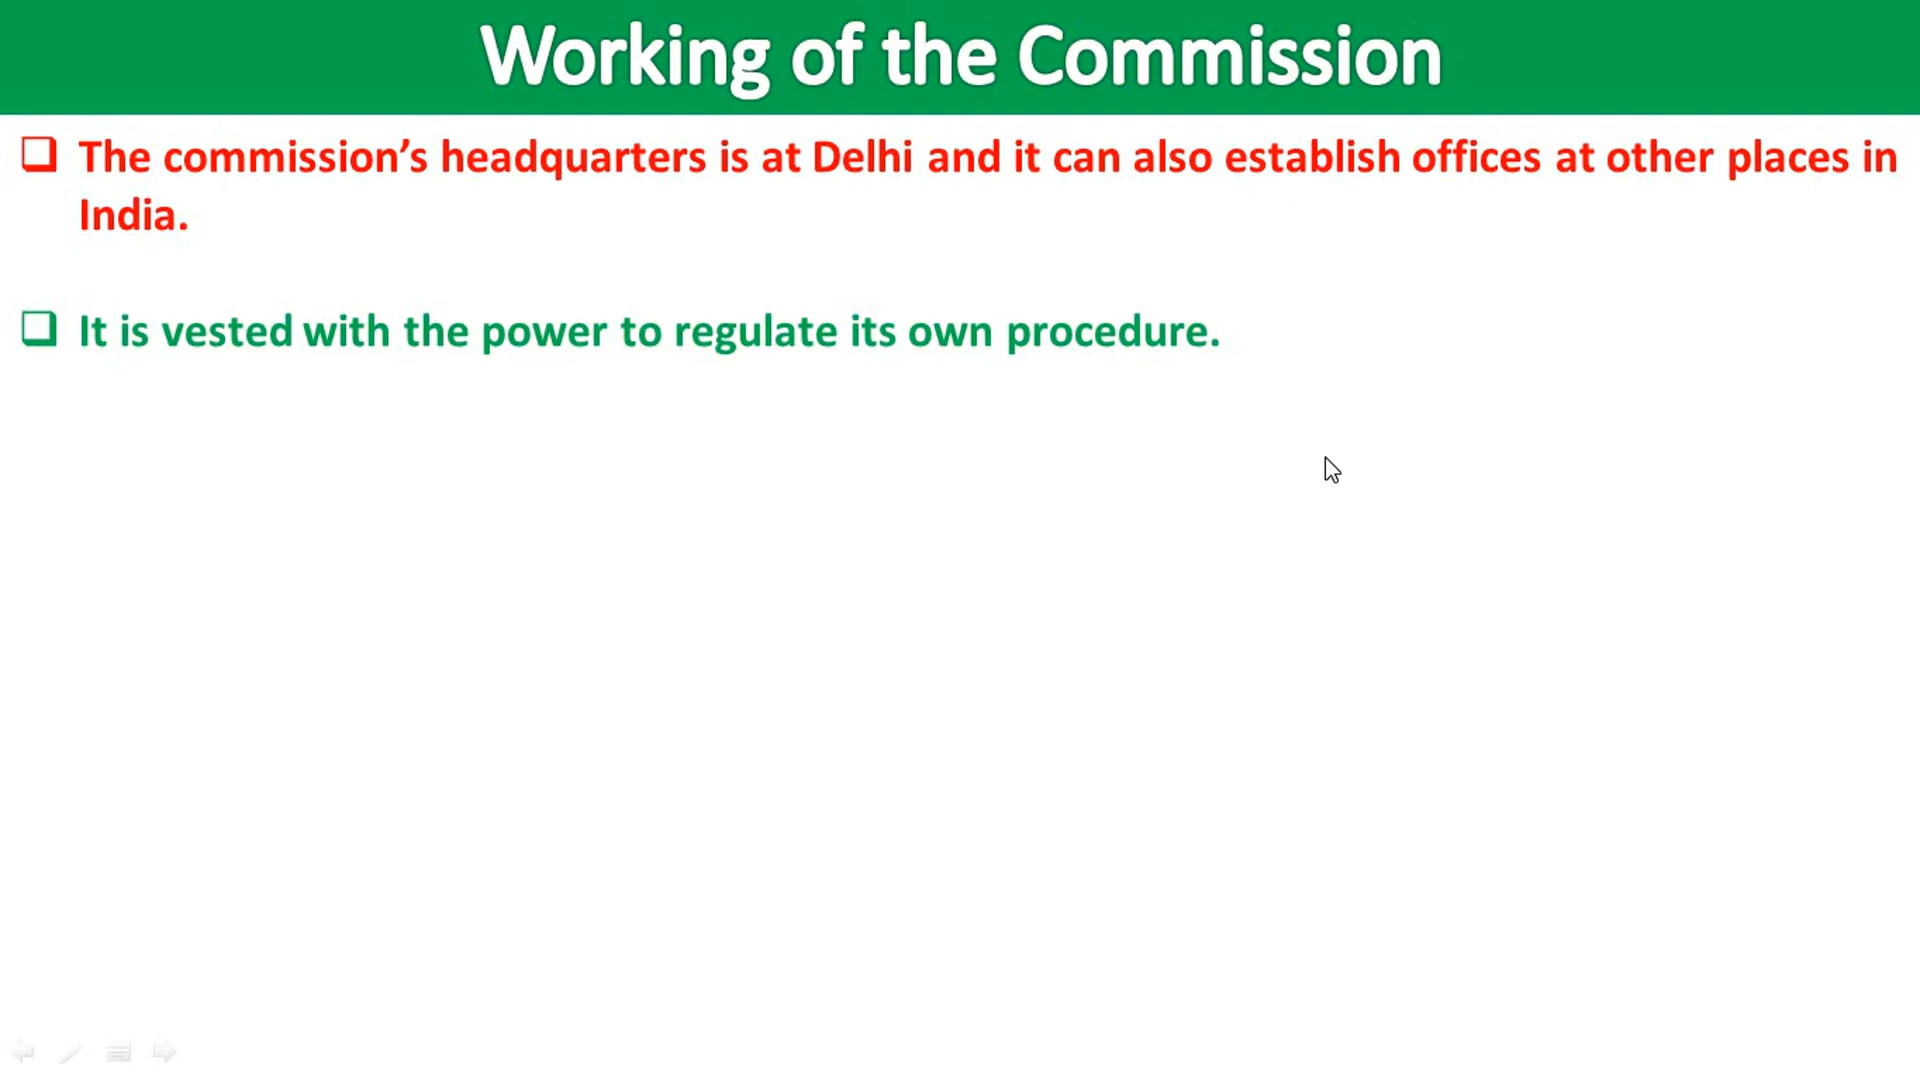 Working of the Commission
The commission’s headquarters is at Delhi and it can also establish offices at other places in
India.
It is vested with the power to regulate its own procedure.